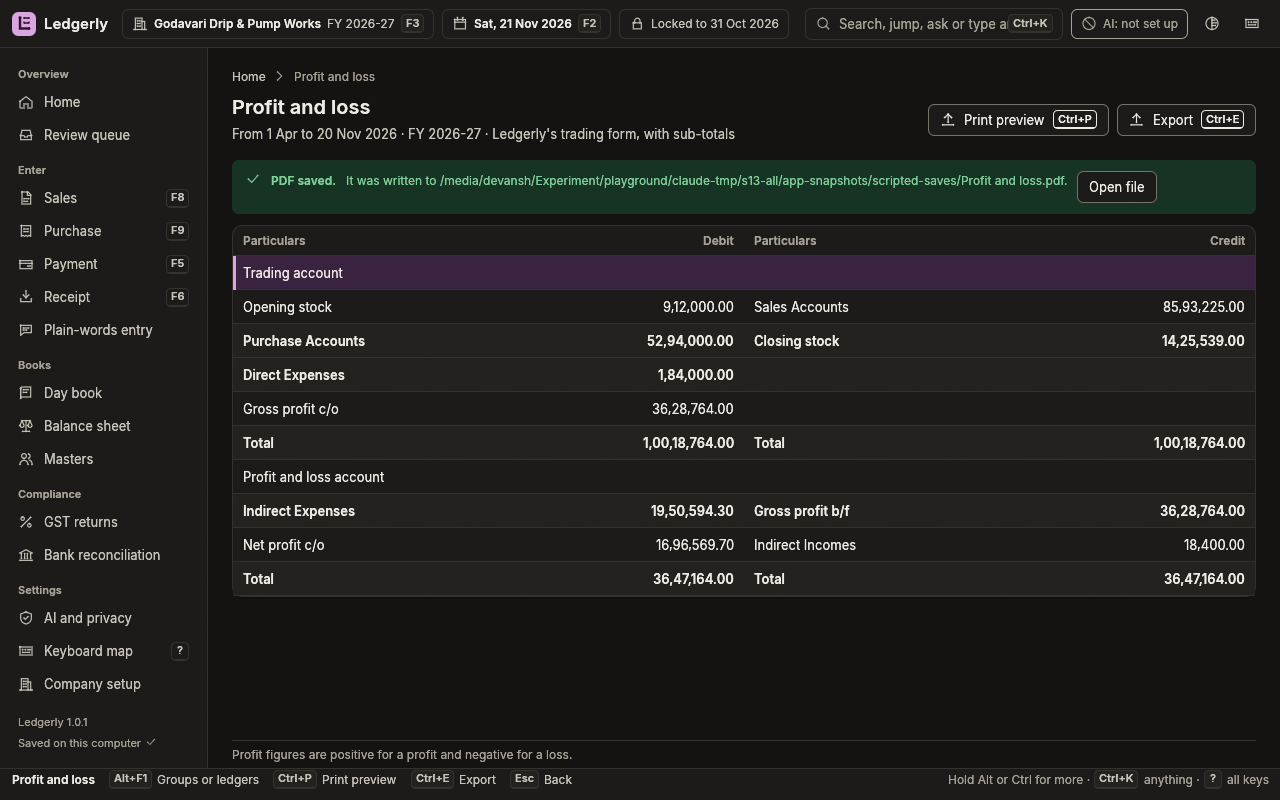 Ledgerly
Godavari Drip & Pump Works FY 2026-27 F3
Sat, 21 Nov 2026 F2
Locked to 31 Oct 2026
Search, jump, ask or type a Ctrl+K
AI: not set up
Overview
Home
Review queue
Enter
Sales F8
Purchase F9
Payment F5
Receipt F6
Plain-words entry
Books
Day book
Balance sheet
Masters
Compliance
GST returns
Bank reconciliation
Settings
AI and privacy
Keyboard map ?
Company setup
Ledgerly 1.0.1
Saved on this computer
Home > Profit and loss
Profit and loss
From 1 Apr to 20 Nov 2026 · FY 2026-27 · Ledgerly's trading form, with sub-totals
Print preview Ctrl+P
Export Ctrl+E
PDF saved. It was written to /media/devansh/Experiment/playground/claude-tmp/s13-all/app-snapshots/scripted-saves/Profit and loss.pdf. Open file
Particulars Debit Particulars Credit
Trading account
Opening stock 9,12,000.00 Sales Accounts 85,93,225.00
Purchase Accounts 52,94,000.00 Closing stock 14,25,539.00
Direct Expenses 1,84,000.00
Gross profit c/o 36,28,764.00
Total 1,00,18,764.00 Total 1,00,18,764.00
Profit and loss account
Indirect Expenses 19,50,594.30 Gross profit b/f 36,28,764.00
Net profit c/o 16,96,569.70 Indirect Incomes 18,400.00
Total 36,47,164.00 Total 36,47,164.00
Profit figures are positive for a profit and negative for a loss.
Profit and loss Alt+F1 Groups or ledgers Ctrl+P Print preview Ctrl+E Export Esc Back
Hold Alt or Ctrl for more · Ctrl+K anything · ? all keys